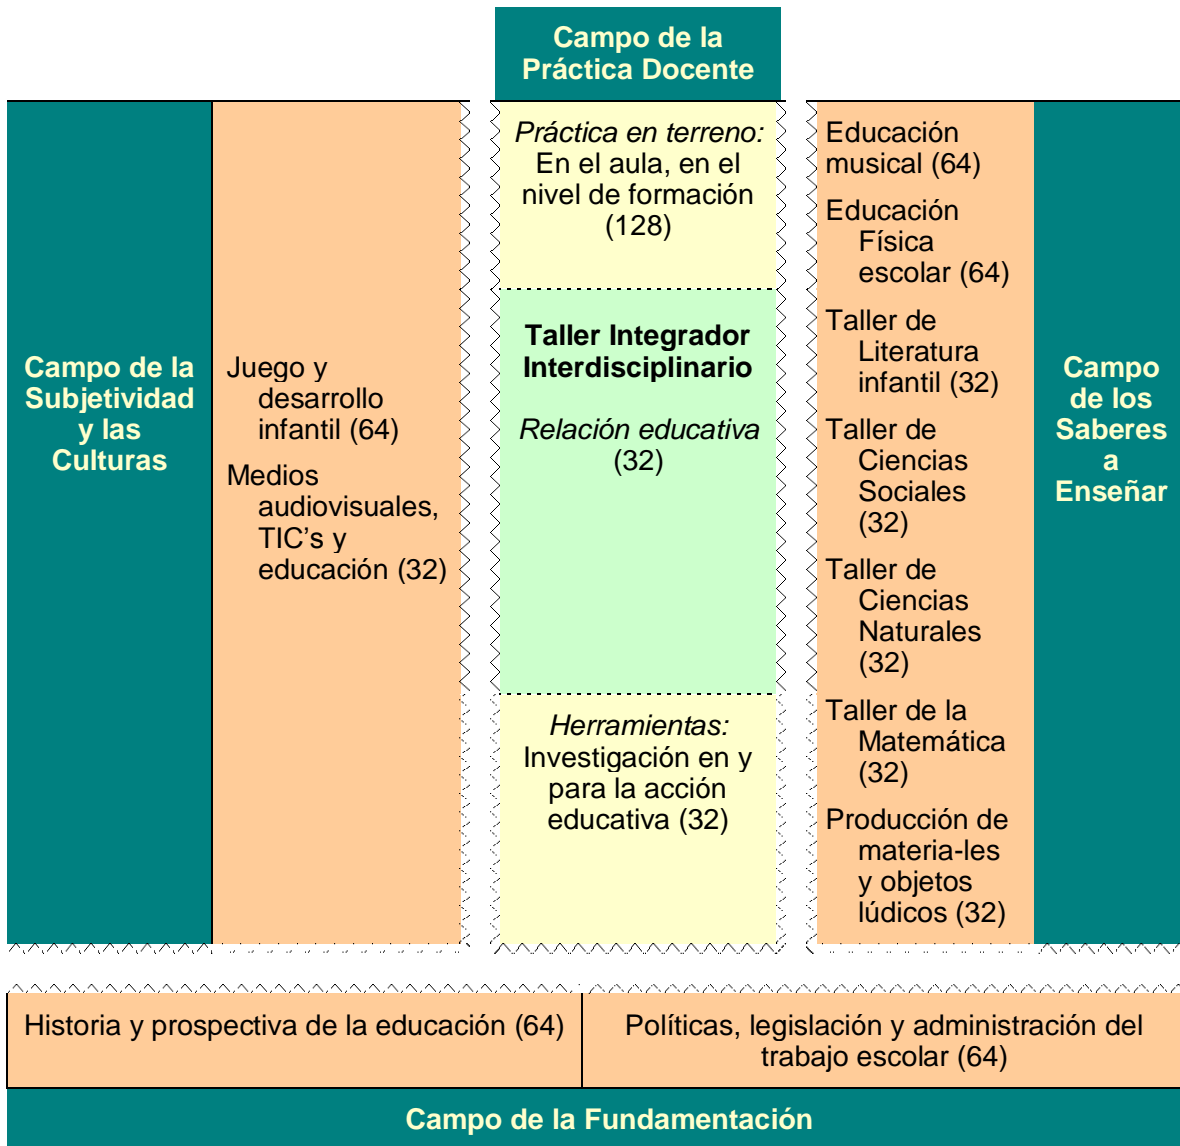 Campo de la
Práctica Docente
Campo de la
Subjetividad
y las
Culturas
Juego y
desarrollo
infantil (64)
Medios
audiovisuales,
TIC’s y
educación (32)
Práctica en terreno:
En el aula, en el
nivel de formación
(128)
Taller Integrador
Interdisciplinario
Relación educativa
(32)
Herramientas:
Investigación en y
para la acción
educativa (32)
Educación
musical (64)
Educación
Física
escolar (64)
Taller de
Literatura
infantil (32)
Taller de
Ciencias
Sociales
(32)
Taller de
Ciencias
Naturales
(32)
Taller de la
Matemática
(32)
Producción de
materia-les
y objetos
lúdicos (32)
Campo
de los
Saberes
a
Enseñar
Historia y prospectiva de la educación (64)
Políticas, legislación y administración del
trabajo escolar (64)
Campo de la Fundamentación